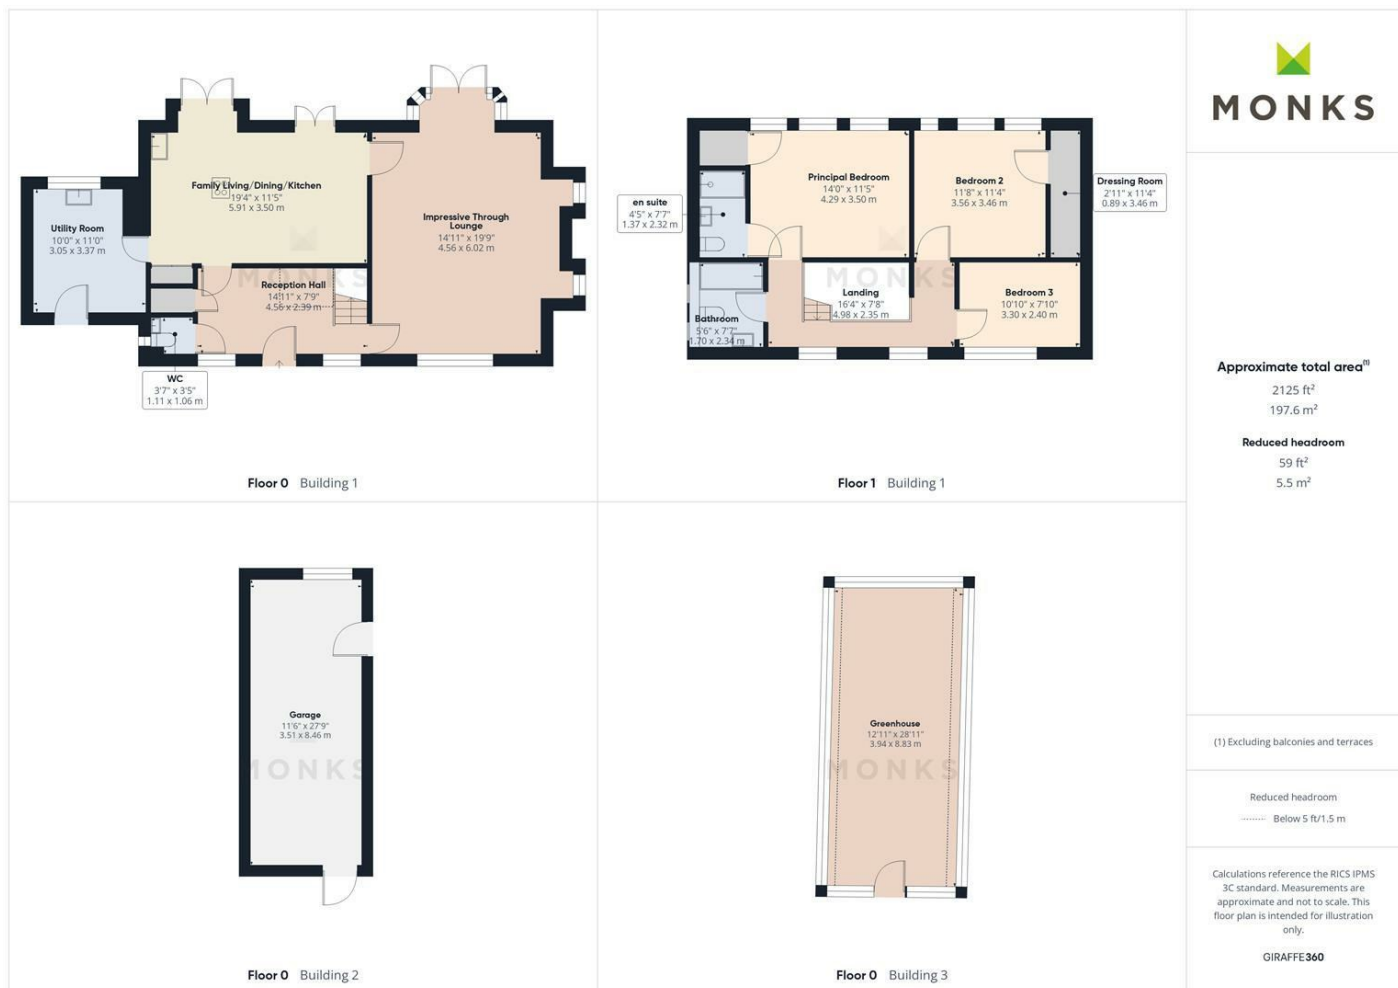 Family Living/Dining/Kitchen
19'4" x 11'5"
5.91 x 3.50 m
Impressive Through
Lounge
14'11" x 19'9"
4.56 x 6.02 m
Utility Room
10'0" x 11'0"
3.05 x 3.37 m
Reception Hall
14'11" x 7'9"
4.56 x 2.39 m
WC
3'7" x 3'5"
1.11 x 1.06 m
MONKS
Floor 0 Building 1
Principal Bedroom
14'0" x 11'5"
4.29 x 3.50 m
Bedroom 2
11'8" x 11'4"
3.56 x 3.46 m
Dressing Room
2'11" x 11'4"
0.89 x 3.46 m
en suite
4'5" x 7'7"
1.37 x 2.32 m
MONKS
Landing
16'4" x 7'8"
4.98 x 2.35 m
Bedroom 3
10'10" x 7'10"
3.30 x 2.40 m
Bathroom
5'6" x 7'7"
1.70 x 2.34 m
Floor 1 Building 1
Garage
11'6" x 27'9"
3.51 x 8.46 m
MONKS
Floor 0 Building 2
Greenhouse
12'11" x 28'11"
3.94 x 8.83 m
MONKS
Floor 0 Building 3
MONKS
Approximate total area(1)
2125 ft²
197.6 m²
Reduced headroom
59 ft²
5.5 m²
(1) Excluding balconies and terraces
Reduced headroom
Below 5 ft/1.5 m
Calculations reference the RICS IPMS
3C standard. Measurements are
approximate and not to scale. This
floor plan is intended for illustration
only.
GIRAFFE360